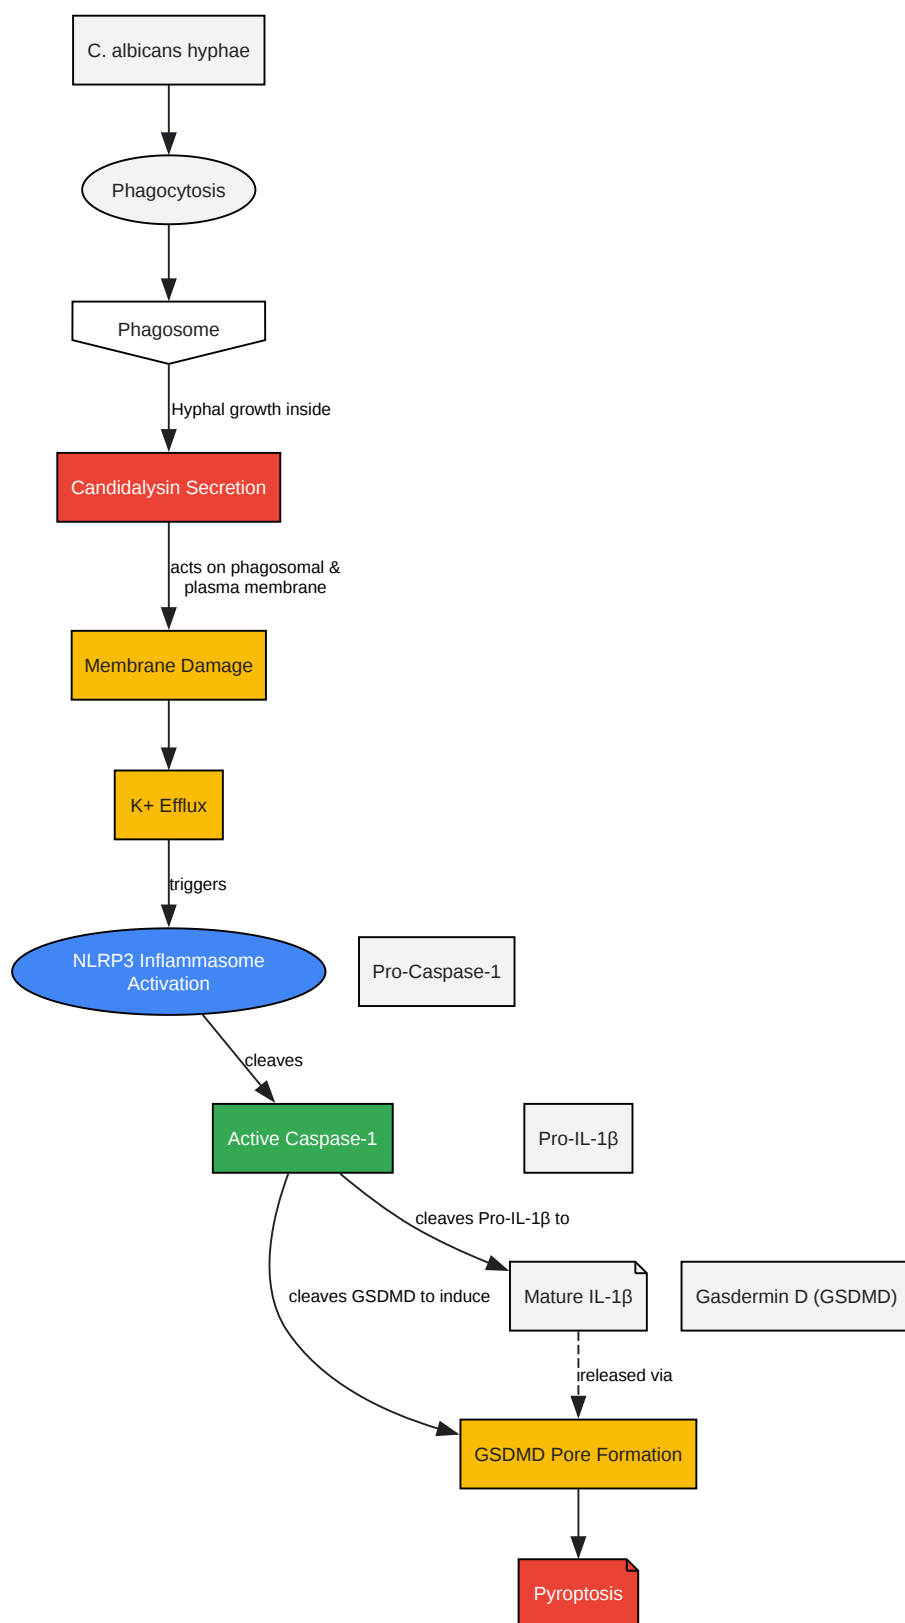 C. albicans hyphae
Phagocytosis
Phagosome
Hyphal growth inside
Candidalysin Secretion
acts on phagosomal &
plasma membrane
Membrane Damage
K+ Efflux
triggers
NLRP3 Inflammasome
Activation
Pro-Caspase-1
cleaves
Active Caspase-1
Pro-IL-1β
cleaves Pro-IL-1β to
cleaves GSDMD to induce
Mature IL-1β
Gasdermin D (GSDMD)
released via
GSDMD Pore Formation
Pyroptosis